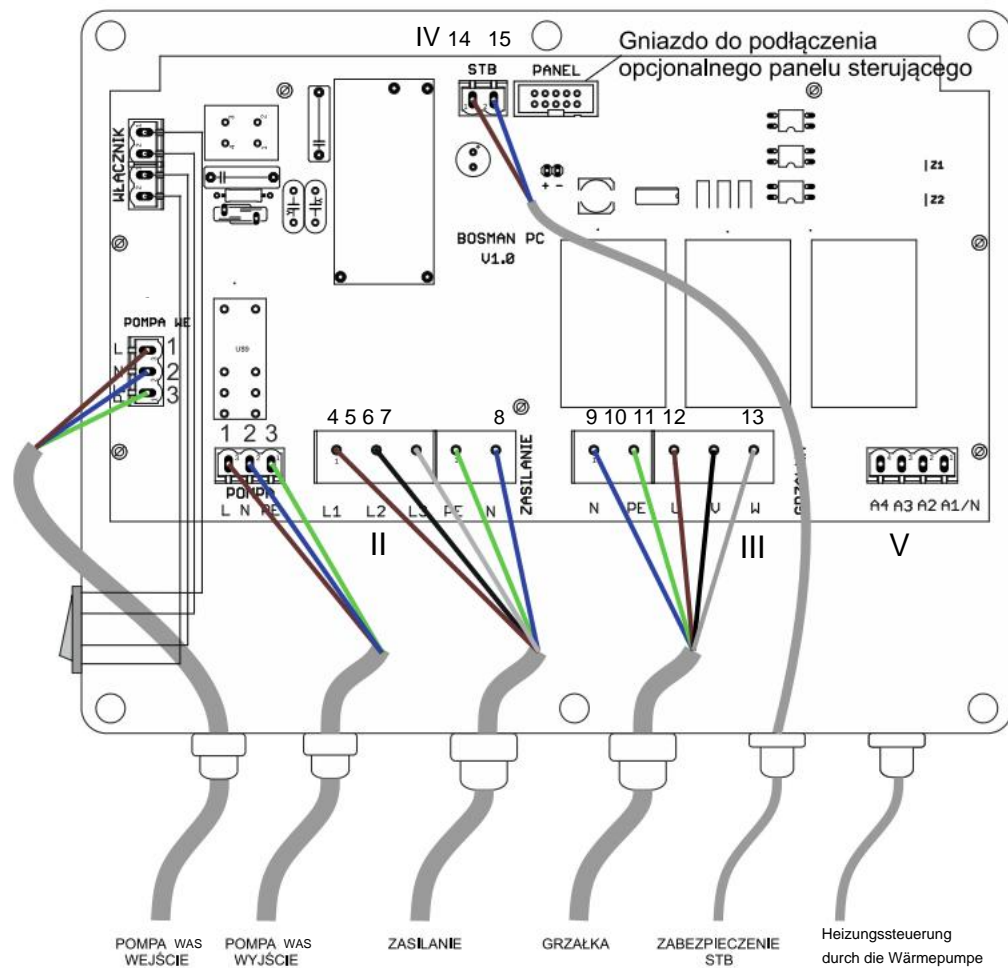 IV 14 15
Gniazdo do podłączenia
opcjonalnego panelu sterującego
STB
PANEL
WŁACZNIK
Z1
Z2
+ -
BOSMAN PC
V1.0
POMPA WE
L 1
N 2
3
1 2 3
POMPA
L N PE
4 5 6 7 8
L1 L2 L3 PE N
ZASILANIE
II
9 10 11 12 13
N PE U V W
III
A4 A3 A2 A1/N
V
POMPA WAS
WEJŚCIE
POMPA WAS
WYJŚCIE
ZASILANIE
GRZAŁKA
ZABEZPIECZENIE
STB
Heizungssteuerung
durch die Wärmepumpe